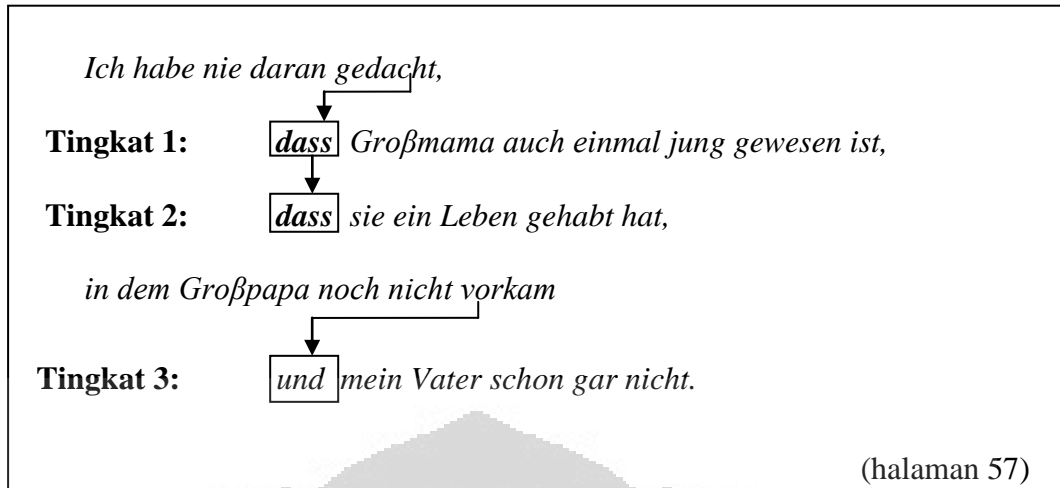 Ich habe nie daran gedacht,
Tingkat 1: dass Großmama auch einmal jung gewesen ist,
Tingkat 2: dass sie ein Leben gehabt hat,
in dem Großpapa noch nicht vorkam
Tingkat 3: und mein Vater schon gar nicht.
(halaman 57)